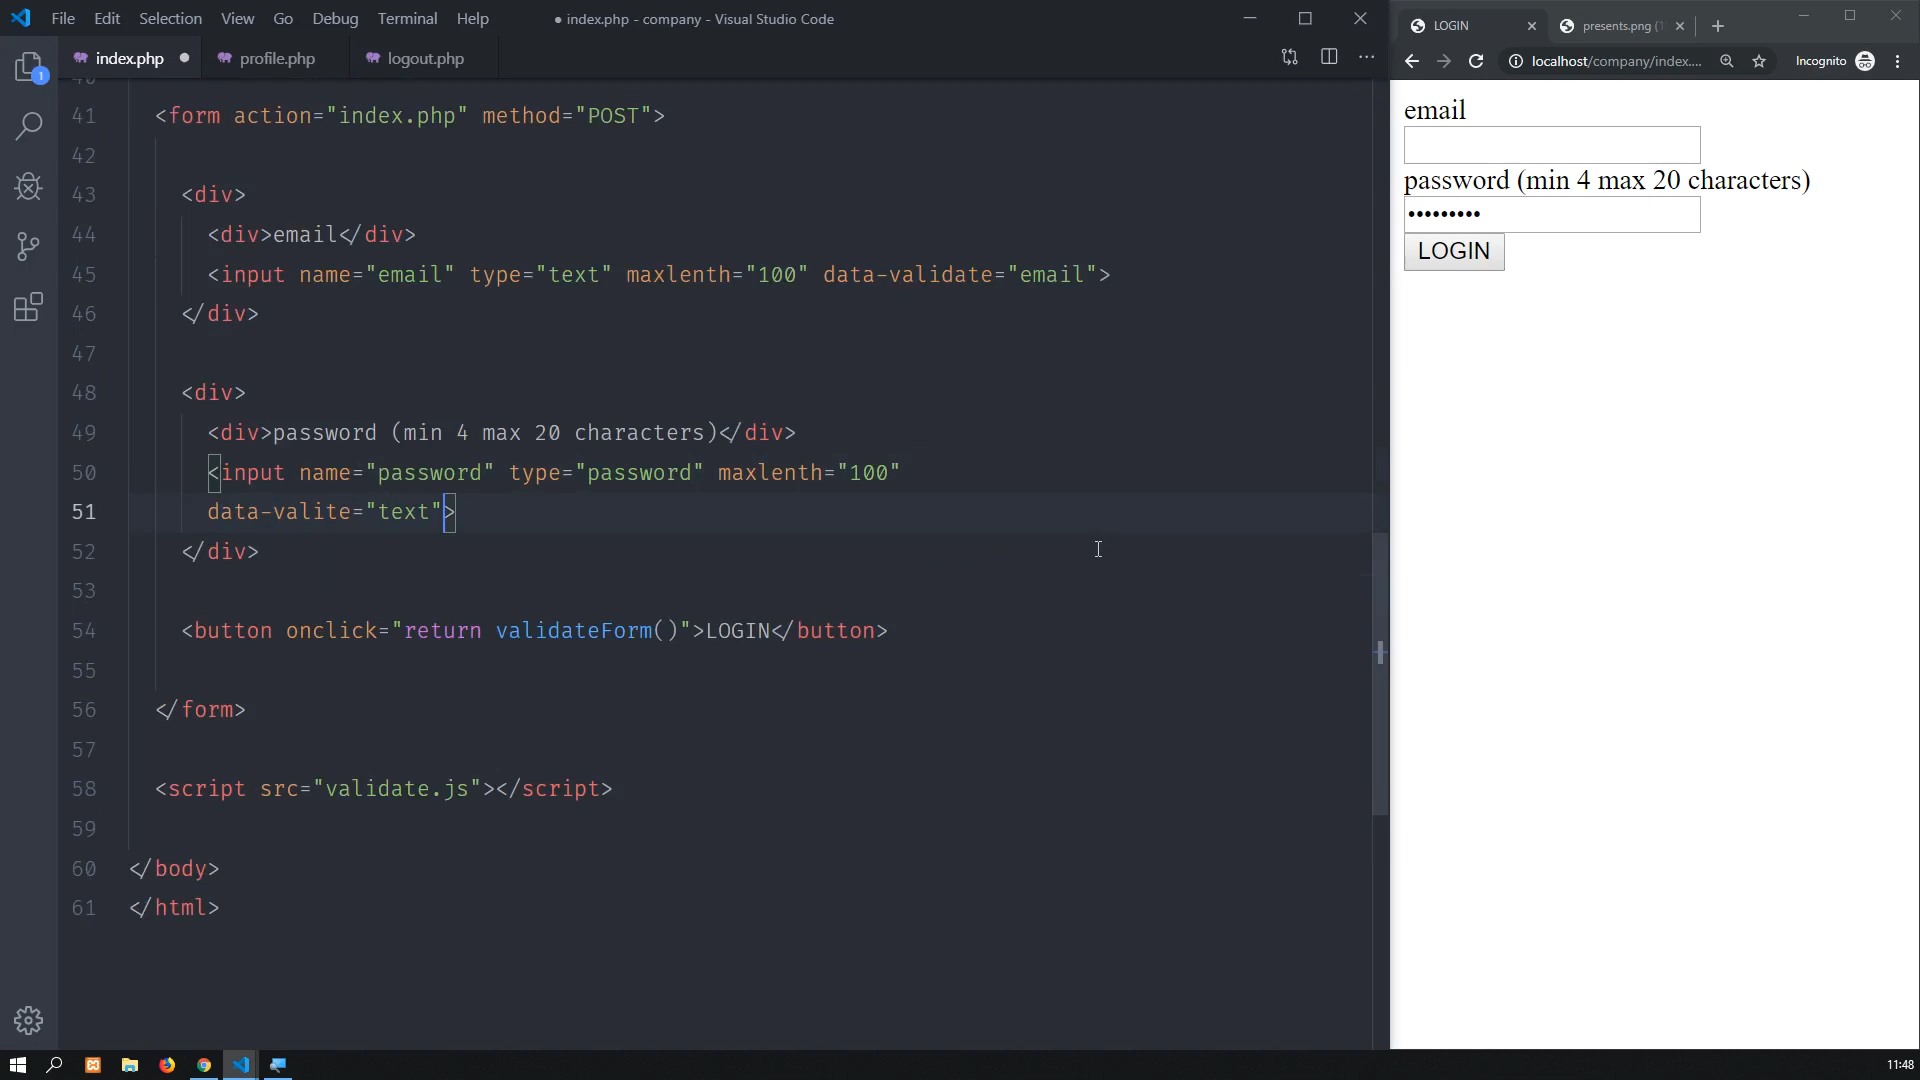 File Edit Selection View Go Debug Terminal Help
● index.php - company - Visual Studio Code
index.php
profile.php
logout.php
1
41 <form action="index.php" method="POST">
42
43 <div>
44 <div>email</div>
45 <input name="email" type="text" maxlenth="100" data-validate="email">
46 </div>
47
48 <div>
49 <div>password (min 4 max 20 characters)</div>
50 <input name="password" type="password" maxlenth="100"
51 data-valite="text">
52 </div>
53
54 <button onclick="return validateForm()">LOGIN</button>
55
56 </form>
57
58 <script src="validate.js"></script>
59
60 </body>
61 </html>
LOGIN
presents.png (1
localhost/company/index....
Incognito
email
password (min 4 max 20 characters)
•••••••••
LOGIN
11:48